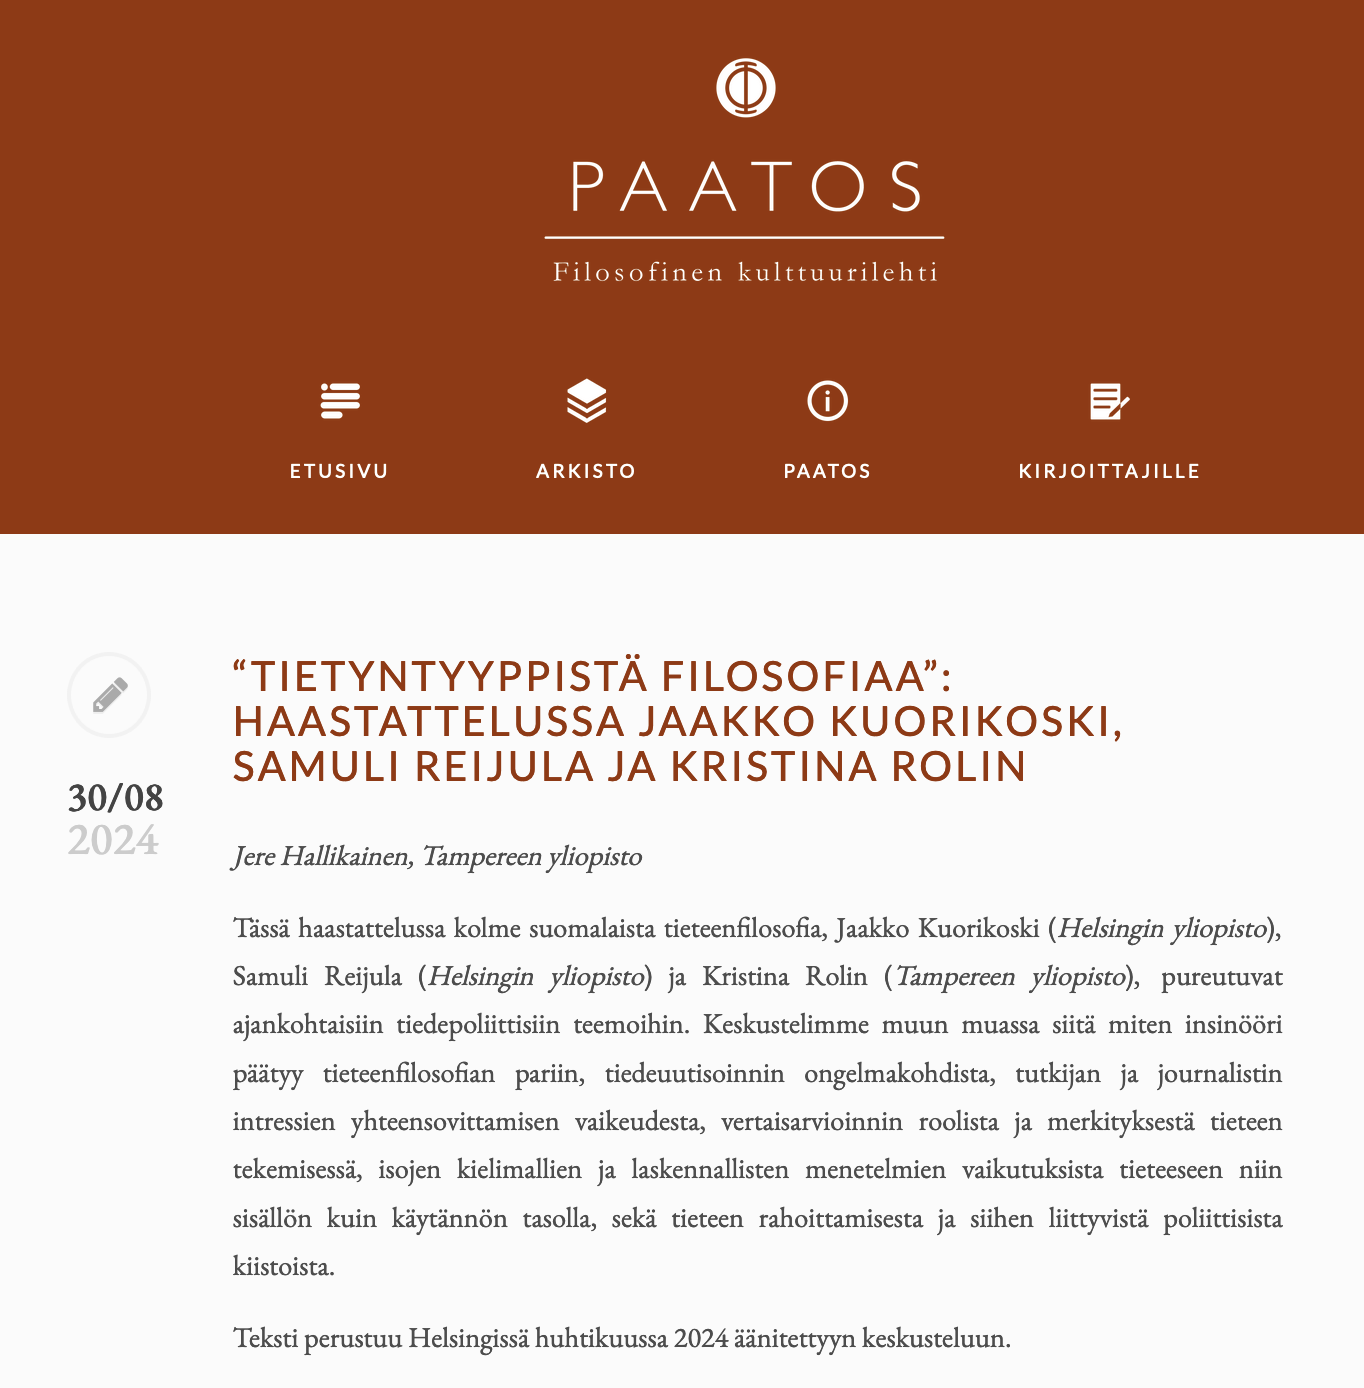 PAATOS
Filosofinen kulttuurilehti
ETUSIVU
ARKISTO
PAATOS
KIRJOITTAJILLE
30/08
2024
“TIETYNTYYPPISTÄ FILOSOFIAA”:
HAASTATTELUSSA JAAKKO KUORIKOSKI,
SAMULI REIJULA JA KRISTINA ROLIN
Jere Hallikainen, Tampereen yliopisto
Tässä haastattelussa kolme suomalaista tieteenfilosofia, Jaakko Kuorikoski (Helsingin yliopisto),
Samuli Reijula (Helsingin yliopisto) ja Kristina Rolin (Tampereen yliopisto), pureutuvat
ajankohtaisiin tiedepoliittisiin teemoihin. Keskustelimme muun muassa siitä miten insinööri
päätyy tieteenfilosofian pariin, tiedeuutisoinnin ongelmakohdista, tutkijan ja journalistin
intressien yhteensovittamisen vaikeudesta, vertaisarvioinnin roolista ja merkityksestä tieteen
tekemisessä, isojen kielimallien ja laskennallisten menetelmien vaikutuksista tieteeseen niin
sisällön kuin käytännön tasolla, sekä tieteen rahoittamisesta ja siihen liittyvistä poliittisista
kiistoista.
Teksti perustuu Helsingissä huhtikuussa 2024 äänitettyyn keskusteluun.